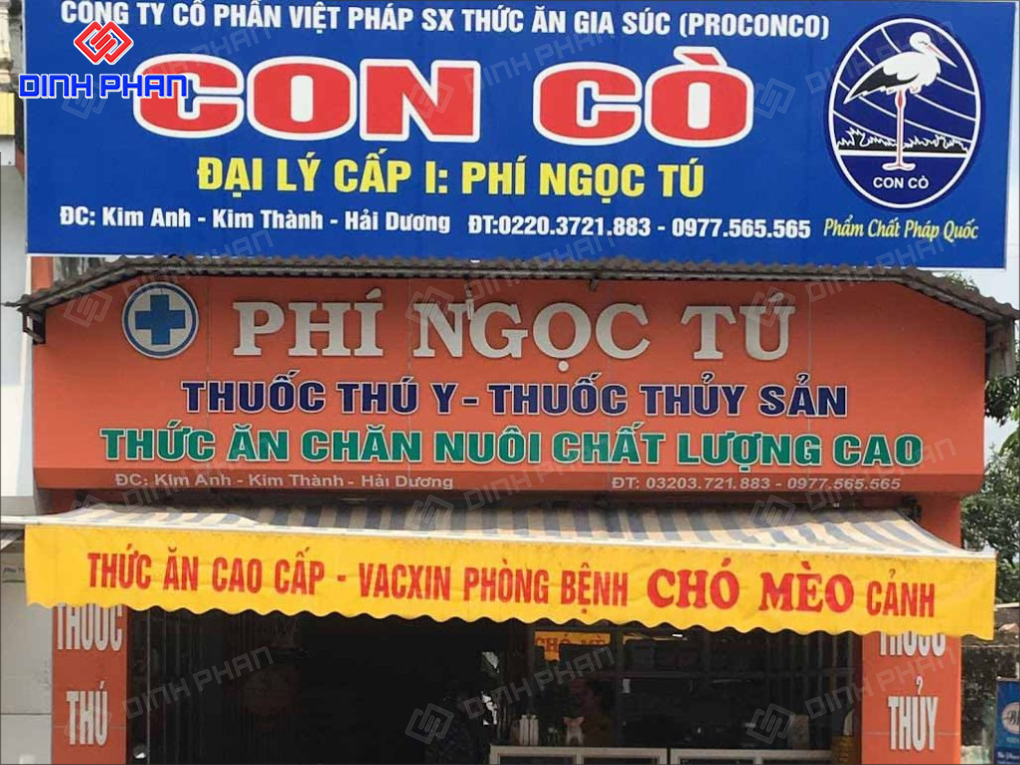 CÔNG TY CỔ PHẦN VIỆT PHÁP SX THỨC ĂN GIA SÚC (PROCONCO)
DINH PHAN
CON CÒ
CON CÒ
ĐẠI LÝ CẤP I: PHÍ NGỌC TÚ
ĐC: Kim Anh - Kim Thành - Hải Dương ĐT:0220.3721.883 - 0977.565.565
Phẩm Chất Pháp Quốc
PHÍ NGỌC TÚ
THUỐC THÚ Y - THUỐC THỦY SẢN
THỨC ĂN CHĂN NUÔI CHẤT LƯỢNG CAO
ĐC: Kim Anh - Kim Thành - Hải Dương ĐT: 03203.721.883 - 0977.565.565
THỨC ĂN CAO CẤP - VACXIN PHÒNG BỆNH CHÓ MÈO CẢNH
THUỐC
THÚ
CHÓ
THUỐC
THỦY